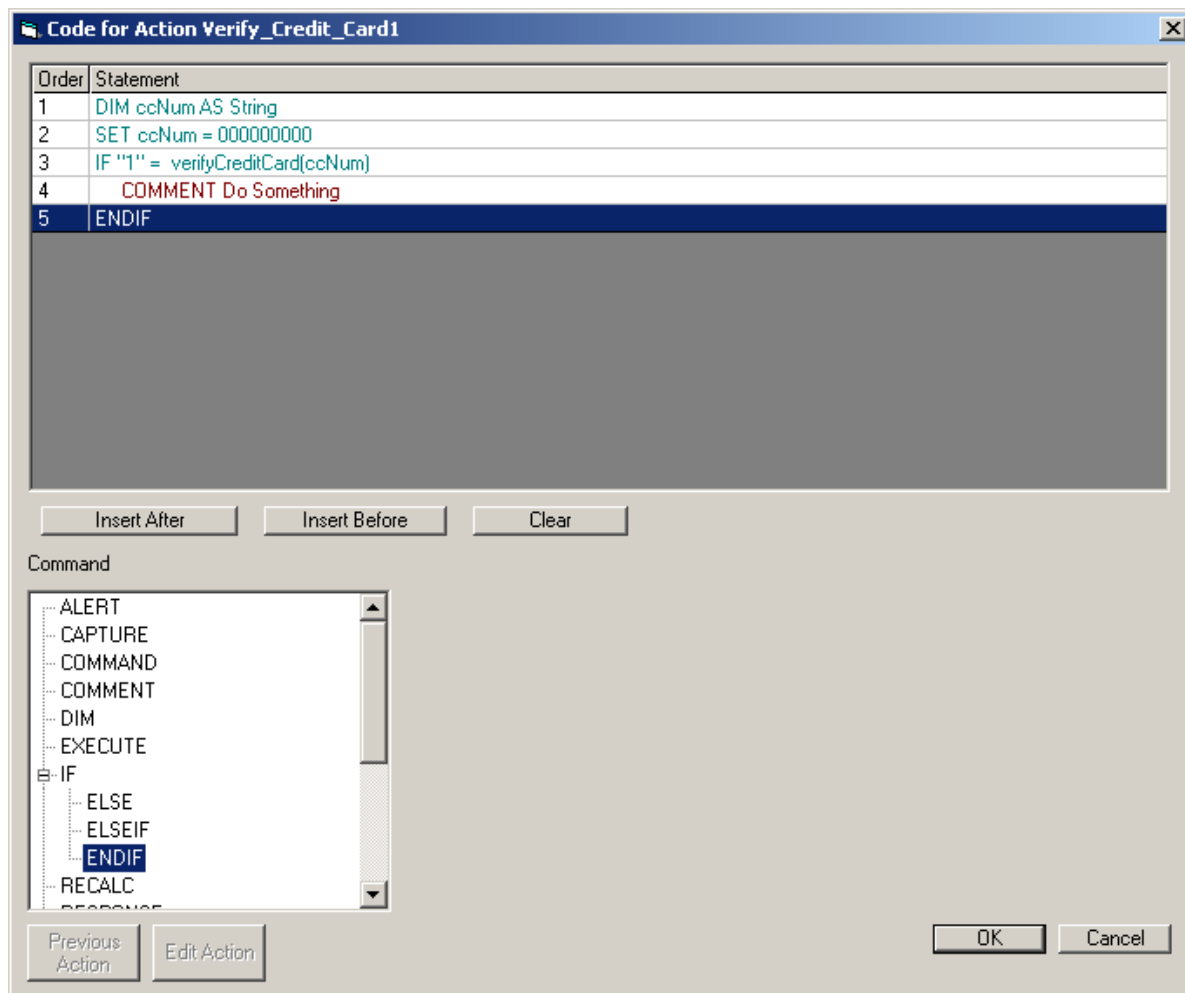 Code for Action Verify_Credit_Card1
Order Statement
1 DIM ccNum AS String
2 SET ccNum = 000000000
3 IF "1" = verifyCreditCard(ccNum)
4 COMMENT Do Something
5 ENDIF
Insert After Insert Before Clear
Command
ALERT
CAPTURE
COMMAND
COMMENT
DIM
EXECUTE
IF
ELSE
ELSEIF
ENDIF
RECALC
Previous Action Edit Action OK Cancel